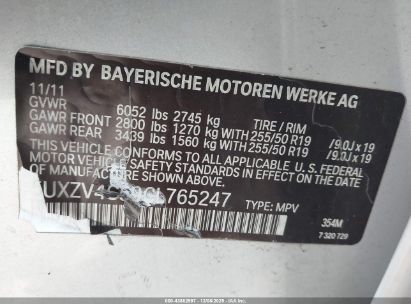 MFD BY BAYERISCHE MOTOREN WERKE AG
11/11
GVWR 6052 lbs 2745 kg TIRE / RIM
GAWR FRONT 2800 lbs 1270 kg WITH 255/50 R19 /9.0J x 19
GAWR REAR 3439 lbs 1560 kg WITH 255/50 R19 /9.0J x 19
THIS VEHICLE CONFORMS TO ALL APPLICABLE
U.S. FEDERAL MOTOR VEHICLE SAFETY STANDARDS
IN EFFECT ON THE DATE OF MANUFACTURE SHOWN ABOVE.
765247 TYPE: MPV
354M
7 320 729